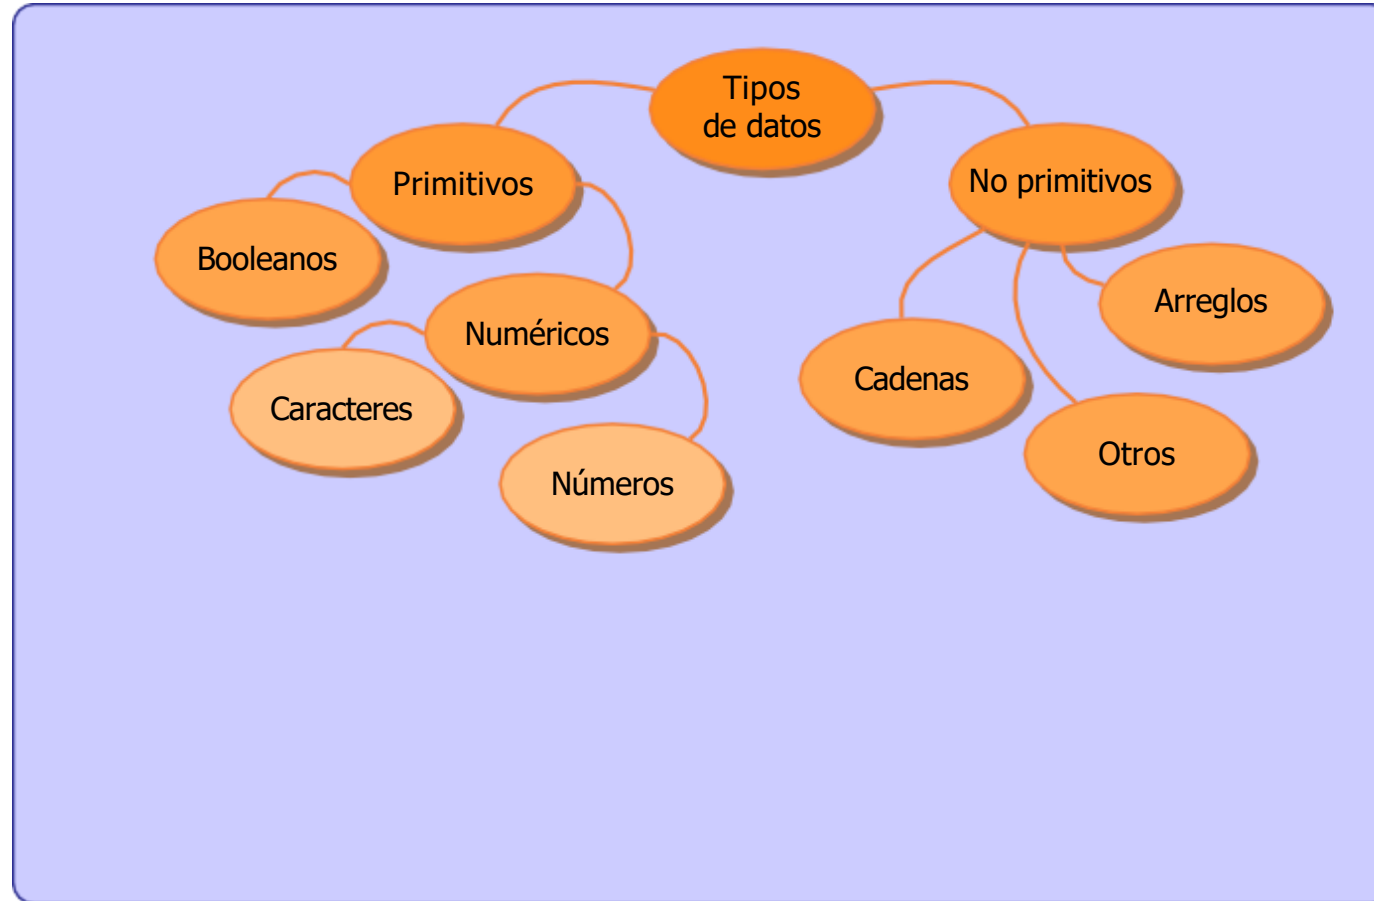 Tipos
de datos
Primitivos
No primitivos
Booleanos
Arreglos
Numéricos
Cadenas
Caracteres
Otros
Números